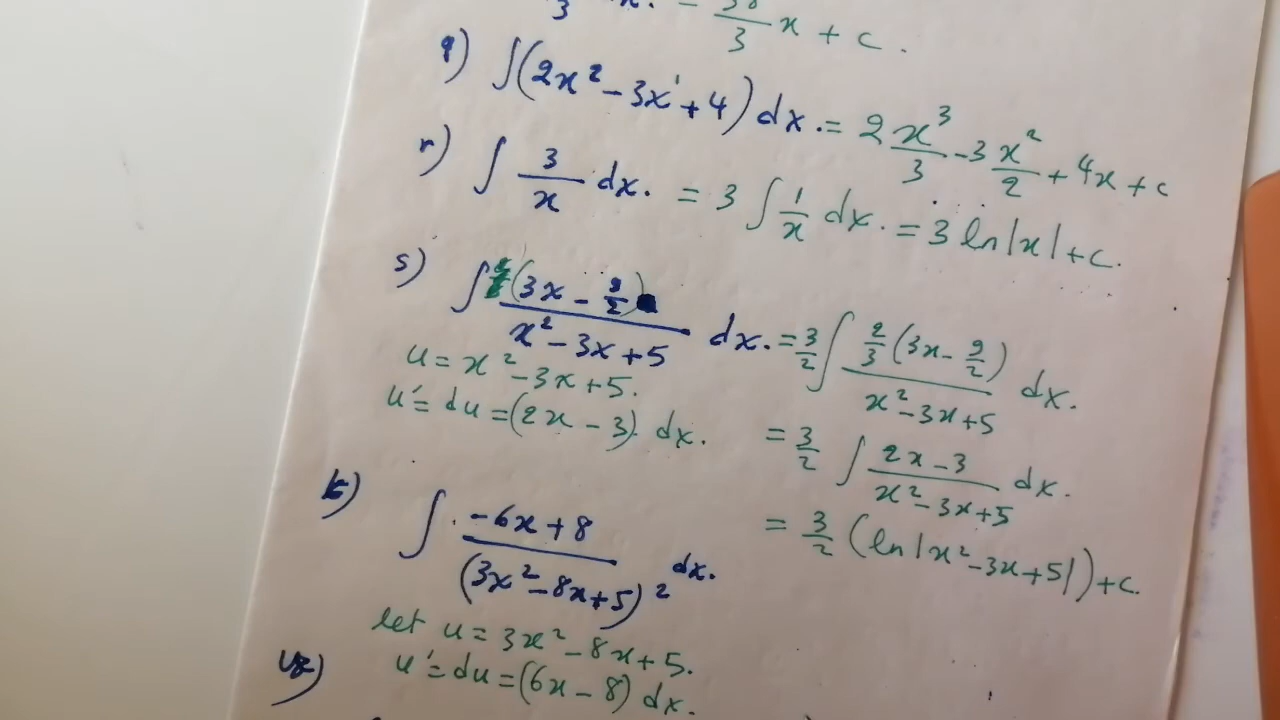 x + c.
q) ∫(2x² - 3x¹ + 4) dx. = 2 x³/3 - 3 x²/2 + 4x + c
r) ∫ 3/x dx. = 3 ∫ 1/x dx. = 3 ln|x| + c.
s) ∫ (3x - 9/2) / (x² - 3x + 5) dx. = 3/2 ∫ 2/3 (3x - 9/2) / (x² - 3x + 5) dx.
u = x² - 3x + 5.
u' = du = (2x - 3) dx.
= 3/2 ∫ (2x - 3) / (x² - 3x + 5) dx.
= 3/2 (ln|x² - 3x + 5|) + c.
t) ∫ (-6x + 8) / (3x² - 8x + 5)² dx.
let u = 3x² - 8x + 5.
u' = du = (6x - 8) dx.